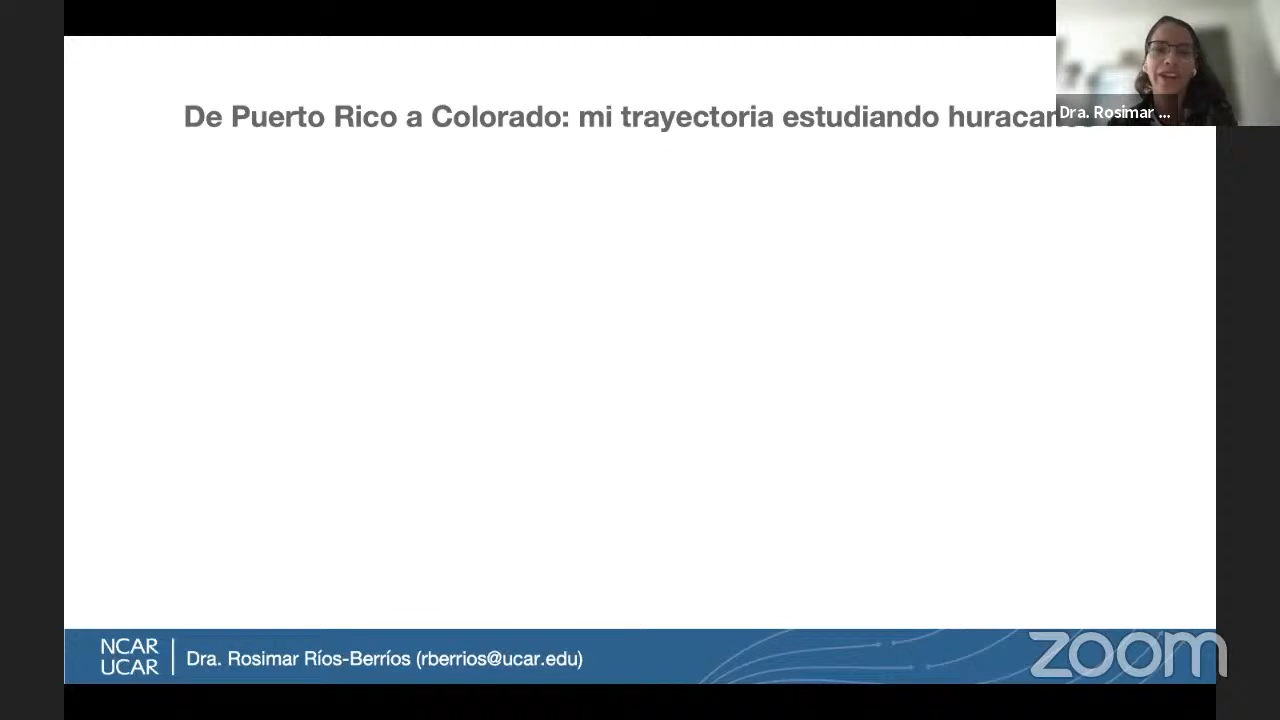 De Puerto Rico a Colorado: mi trayectoria estudiando huracanes
Dra. Rosimar ...
NCAR
UCAR
Dra. Rosimar Ríos-Berríos (rberrios@ucar.edu)
zoom